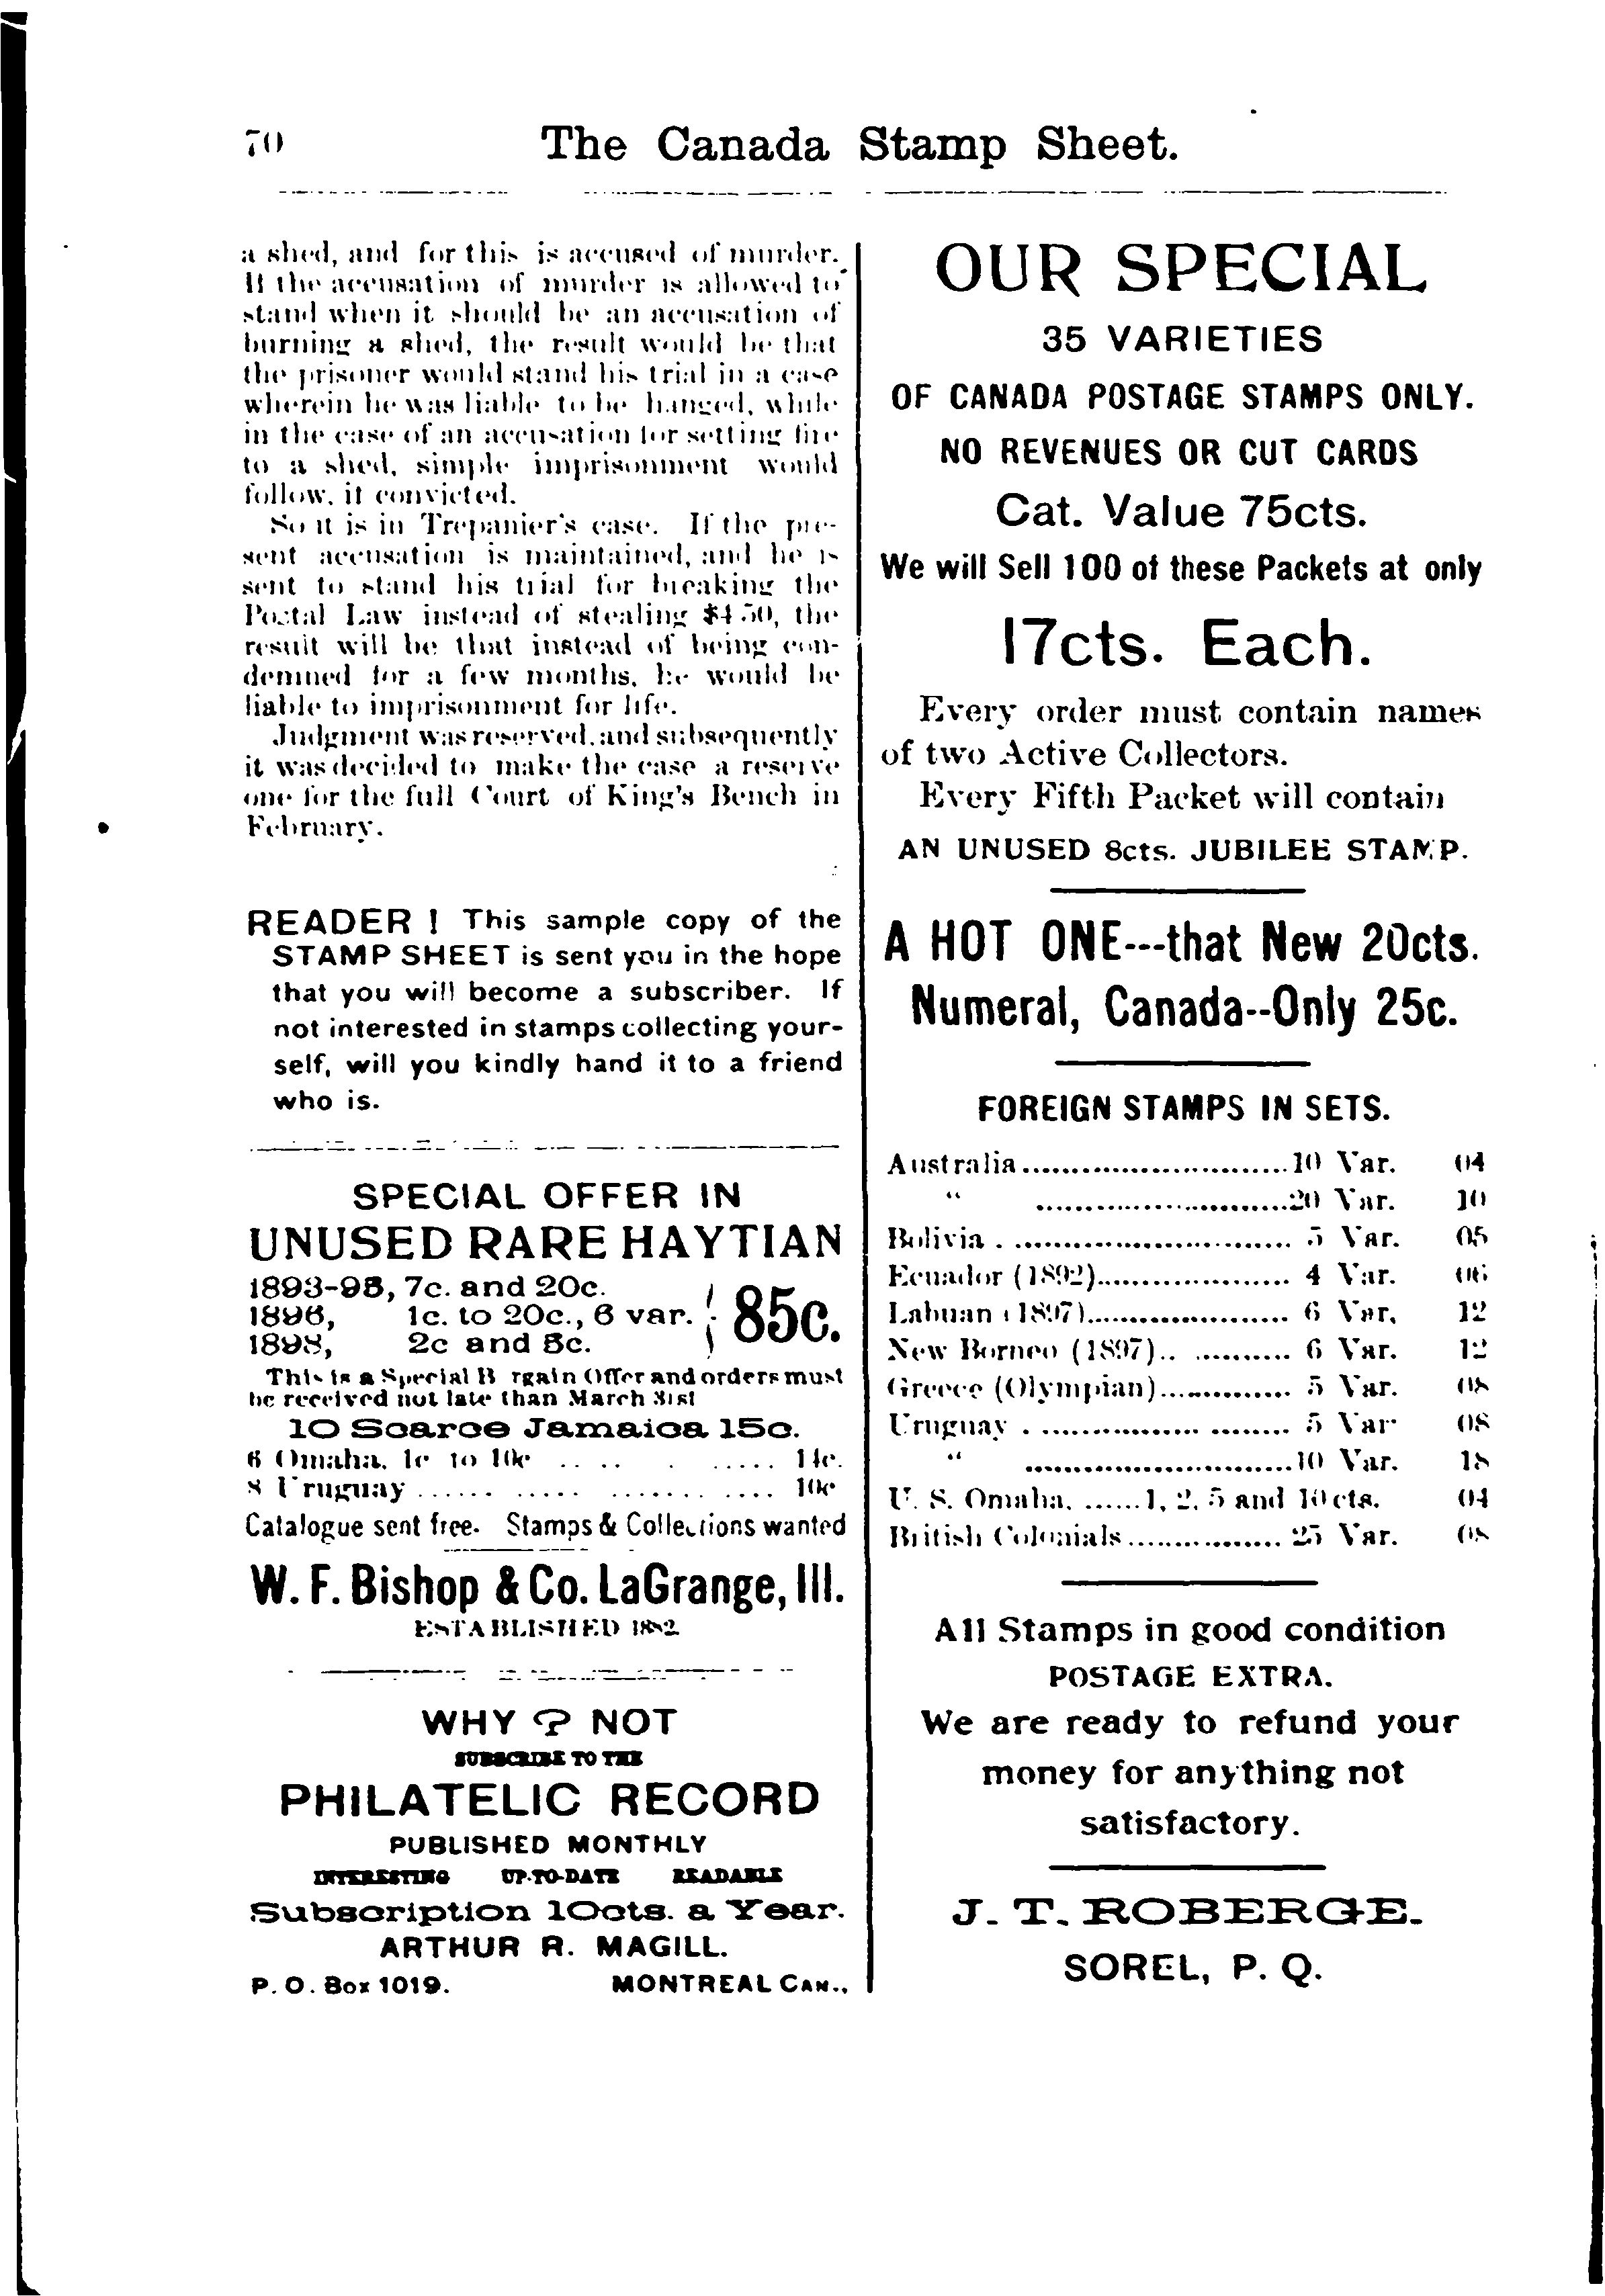 70 The Canada Stamp Sheet.
a shed, and for this is accused of murder.
If the accusation of murder is allowed to
stand when it should be an accusation of
burning a shed, the result would be that
the prisoner would stand his trial in a case
wherein he was liable to be hanged, while
in the case of an accusation for setting fire
to a shed, simple imprisonment would
follow, if convicted.
So it is in Trepanier's case. If the pre-
sent accusation is maintained, and he is
sent to stand his trial for breaking the
Postal Law instead of stealing $4.50, the
result will be that instead of being con-
demned for a few months, he would be
liable to imprisonment for life.
Judgment was reserved, and subsequently
it was decided to make the case a reserve
one for the full Court of King's Bench in
February.
READER ! This sample copy of the
STAMP SHEET is sent you in the hope
that you will become a subscriber. If
not interested in stamps collecting your-
self, will you kindly hand it to a friend
who is.
SPECIAL OFFER IN
UNUSED RARE HAYTIAN
1893-95, 7c. and 20c.
1896, 1c. to 20c., 6 var. 85c.
1898, 2c and 5c.
This is a Special B rgain Offer and orders must
be received not late than March 31st
10 Scarce Jamaica 15c.
6 Omaha, 1c to 10c ..... 14c.
8 Uruguay ..... 10c
Catalogue sent free. Stamps & Collections wanted
W. F. Bishop & Co. LaGrange, Ill.
ESTABLISHED 1882
WHY ? NOT
SUBSCRIBE TO THE
PHILATELIC RECORD
PUBLISHED MONTHLY
INTERESTING UP-TO-DATE READABLE
Subscription 10cts. a Year.
ARTHUR R. MAGILL.
P. O. Box 1019. MONTREAL CAN.,
OUR SPECIAL
35 VARIETIES
OF CANADA POSTAGE STAMPS ONLY.
NO REVENUES OR CUT CARDS
Cat. Value 75cts.
We will Sell 100 of these Packets at only
17cts. Each.
Every order must contain names
of two Active Collectors.
Every Fifth Packet will contain
AN UNUSED 8cts. JUBILEE STAMP.
A HOT ONE---that New 20cts.
Numeral, Canada--Only 25c.
FOREIGN STAMPS IN SETS.
Australia..... 10 Var. 04
" ..... 20 Var. 10
Bolivia ..... 5 Var. 05
Ecuador (1892)..... 4 Var. 06
Labuan (1897)..... 6 Var, 12
New Borneo (1897)..... 6 Var. 12
Greece (Olympian)..... 5 Var. 08
Uruguay ..... 5 Var 08
" ..... 10 Var. 18
U. S. Omaha, ......1, 2, 5 and 10 cts. 04
British Colonials..... 25 Var. 08
All Stamps in good condition
POSTAGE EXTRA.
We are ready to refund your
money for anything not
satisfactory.
J. T. ROBERGE.
SOREL, P. Q.